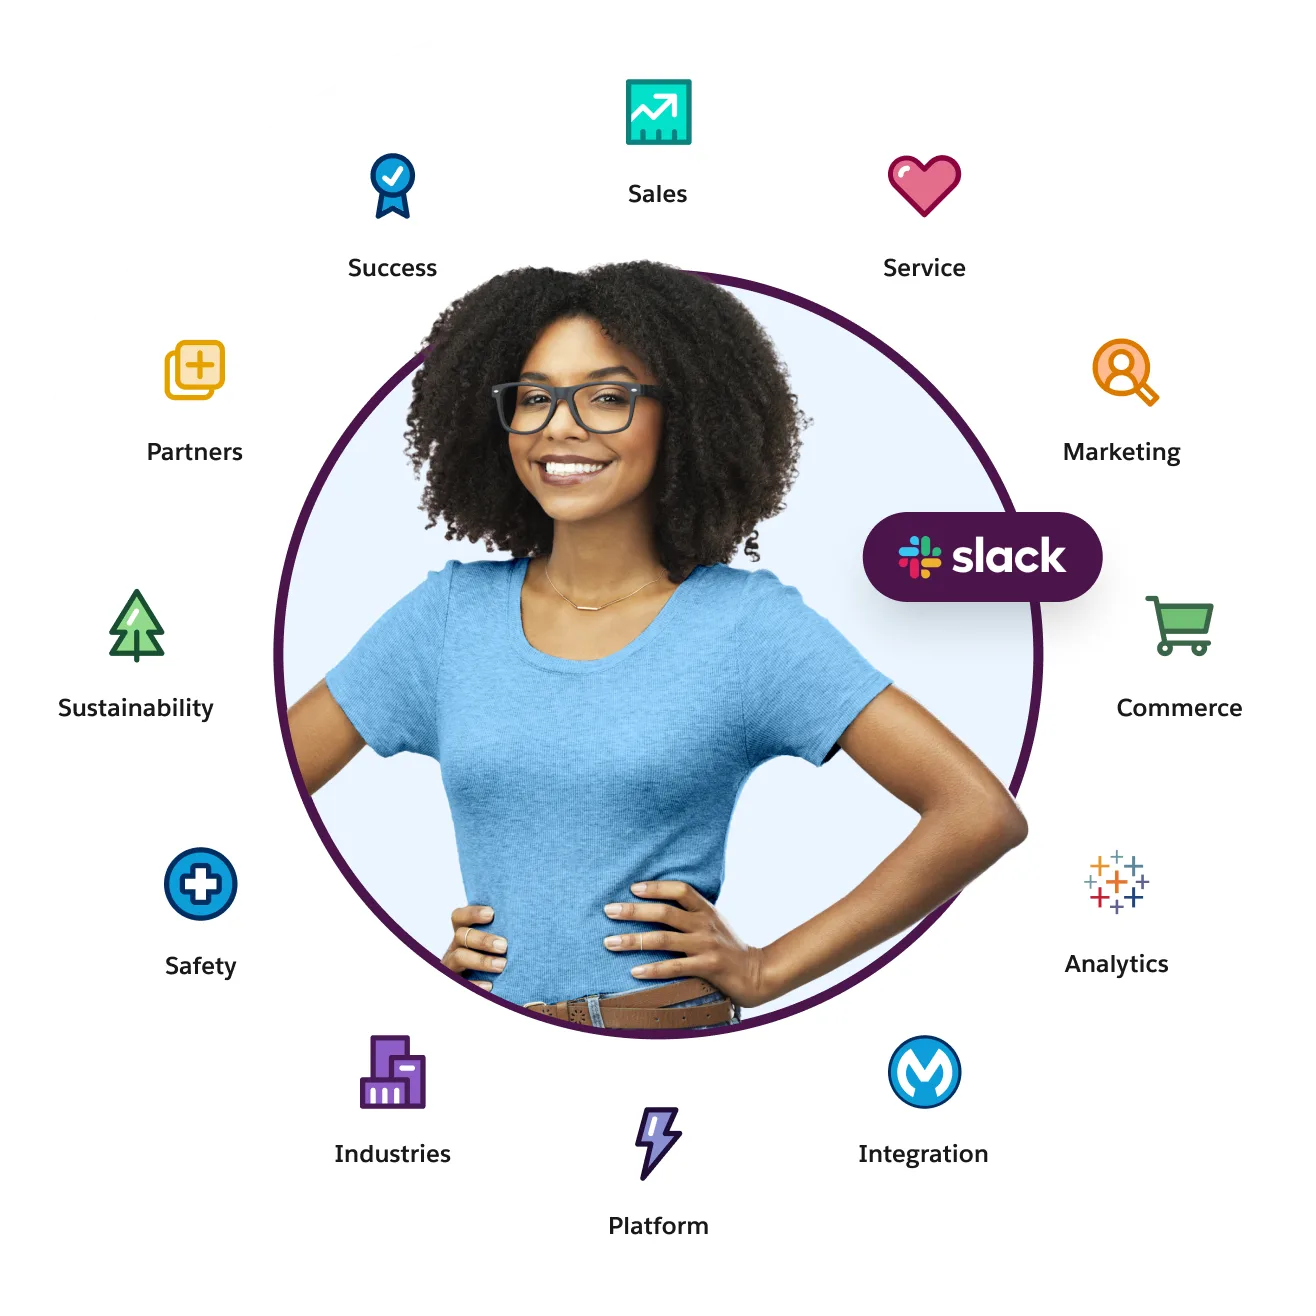 Sales
Success
Service
Partners
Marketing
slack
Sustainability
Commerce
Safety
Analytics
Industries
Integration
Platform